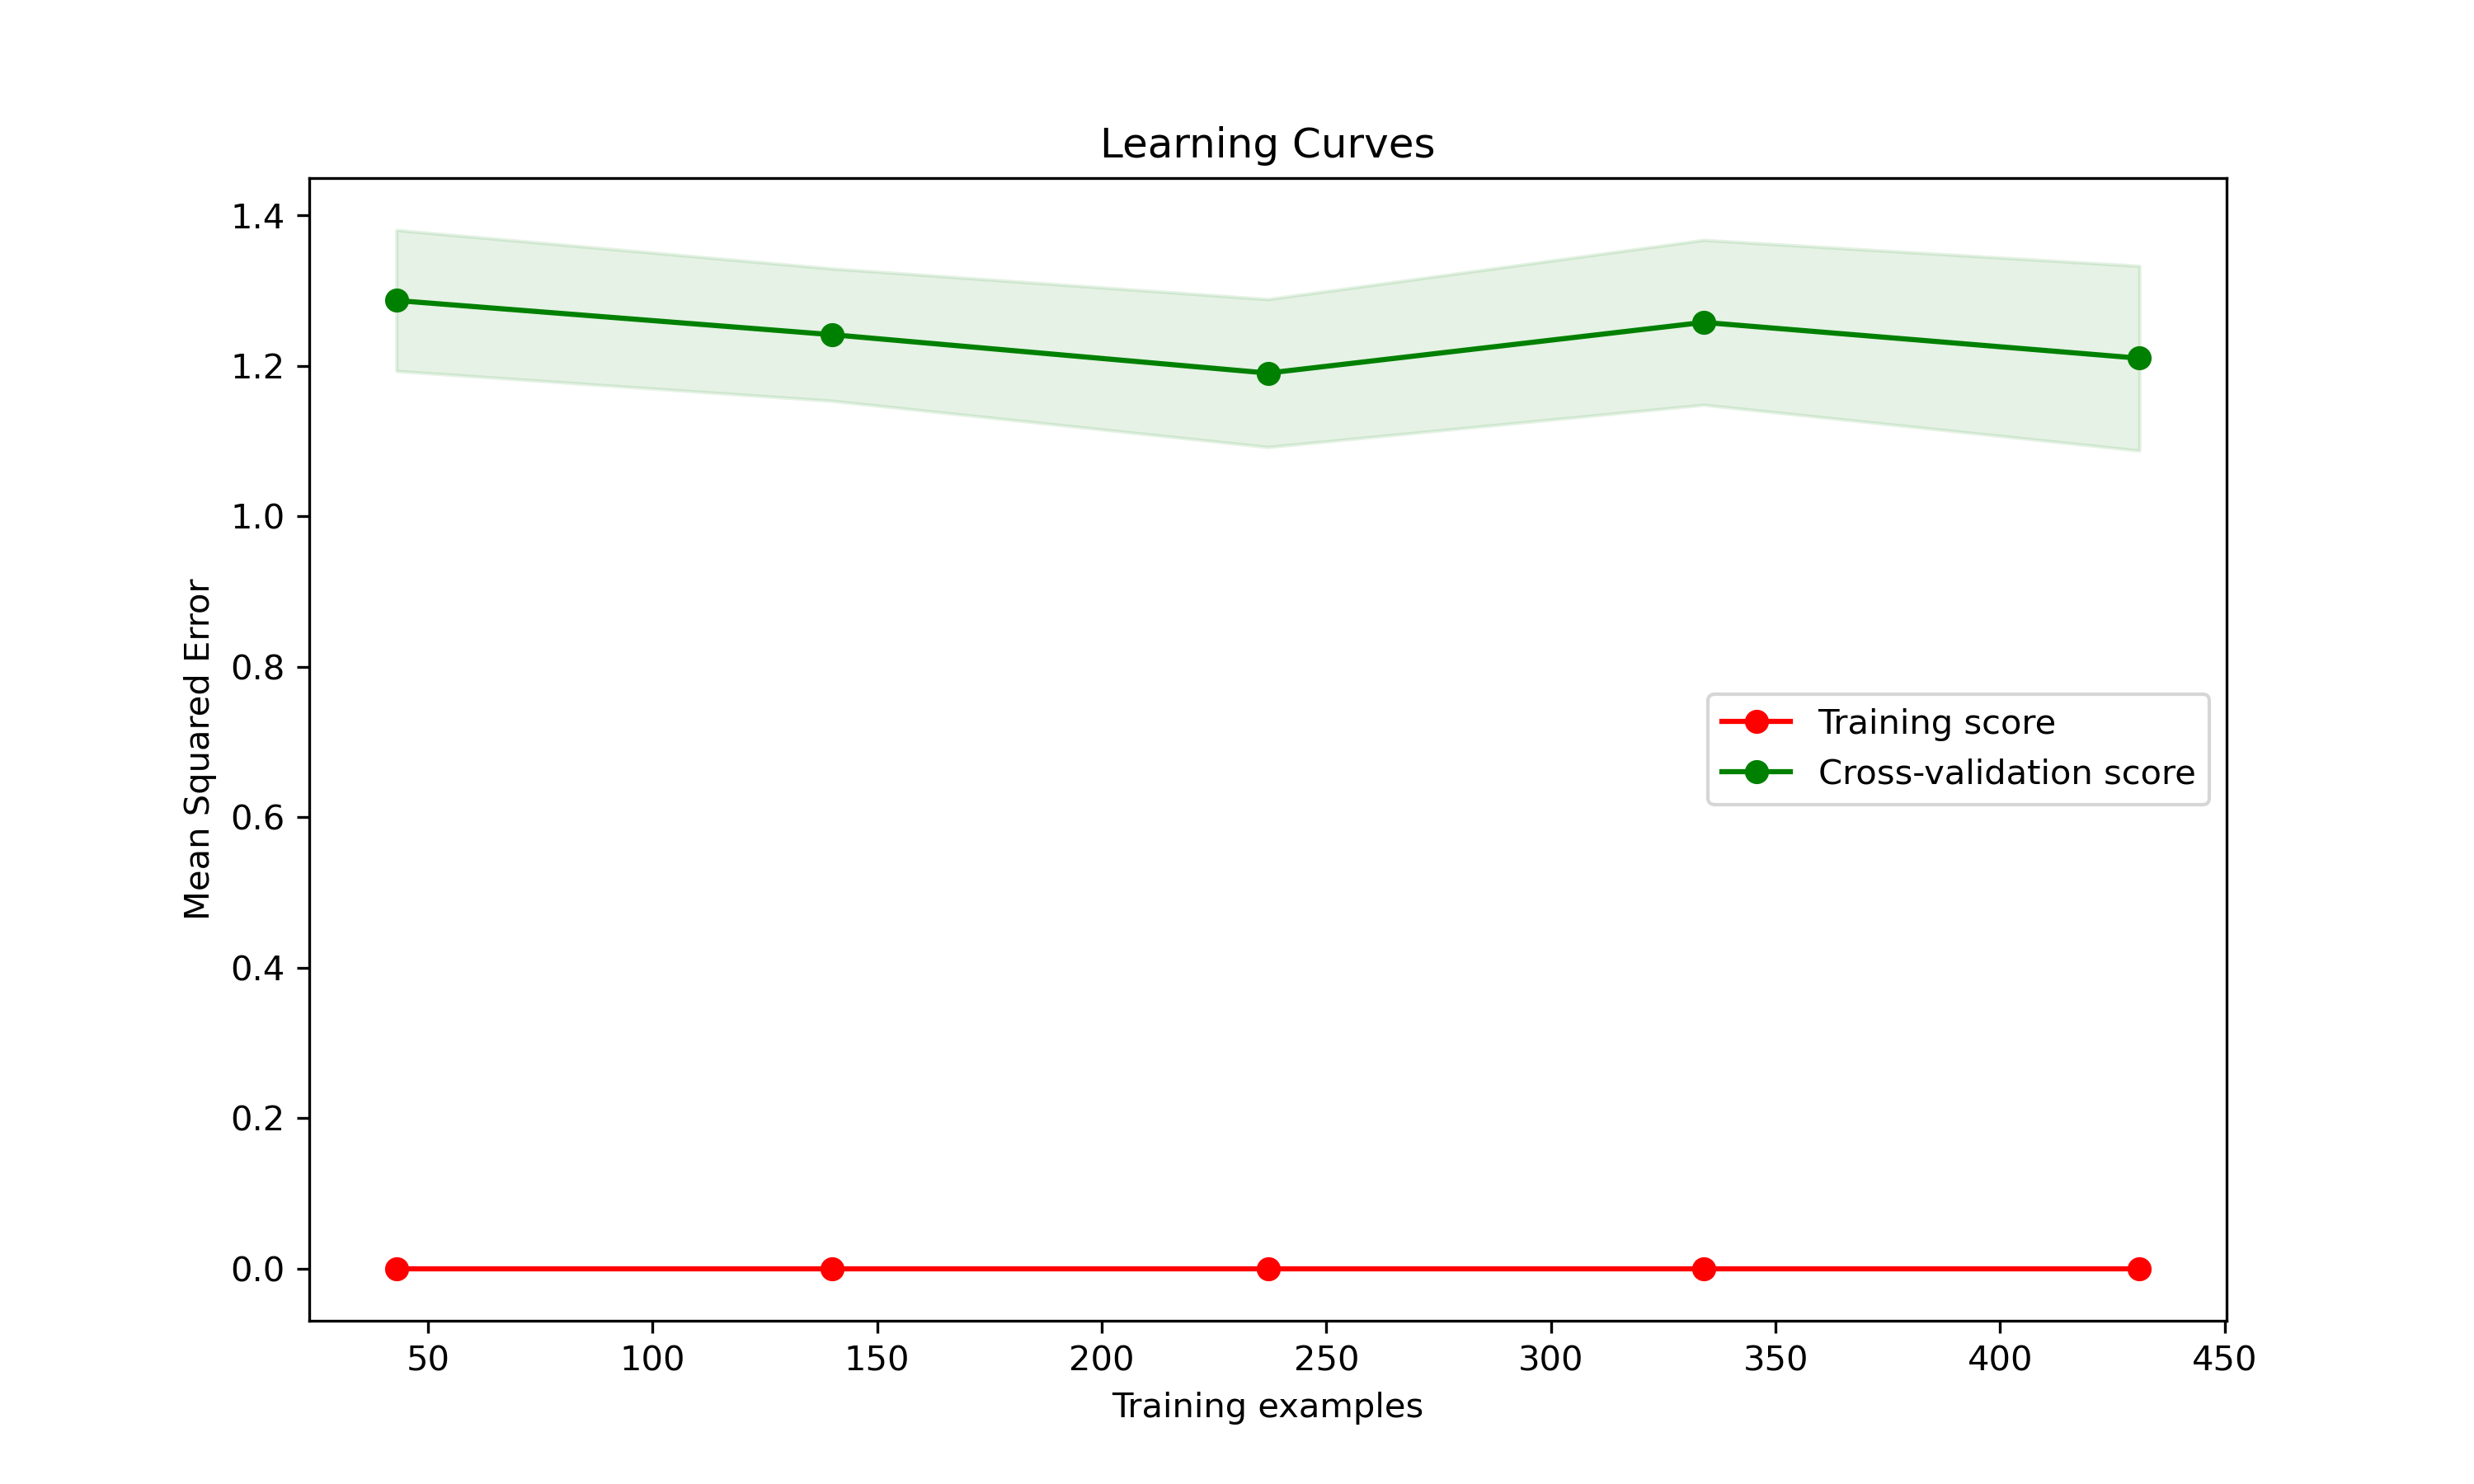 Learning Curves
1.4
1.2
1.0
0.8
0.6
0.4
0.2
0.0
Mean Squared Error
Training score
Cross-validation score
50 100 150 200 250 300 350 400 450
Training examples